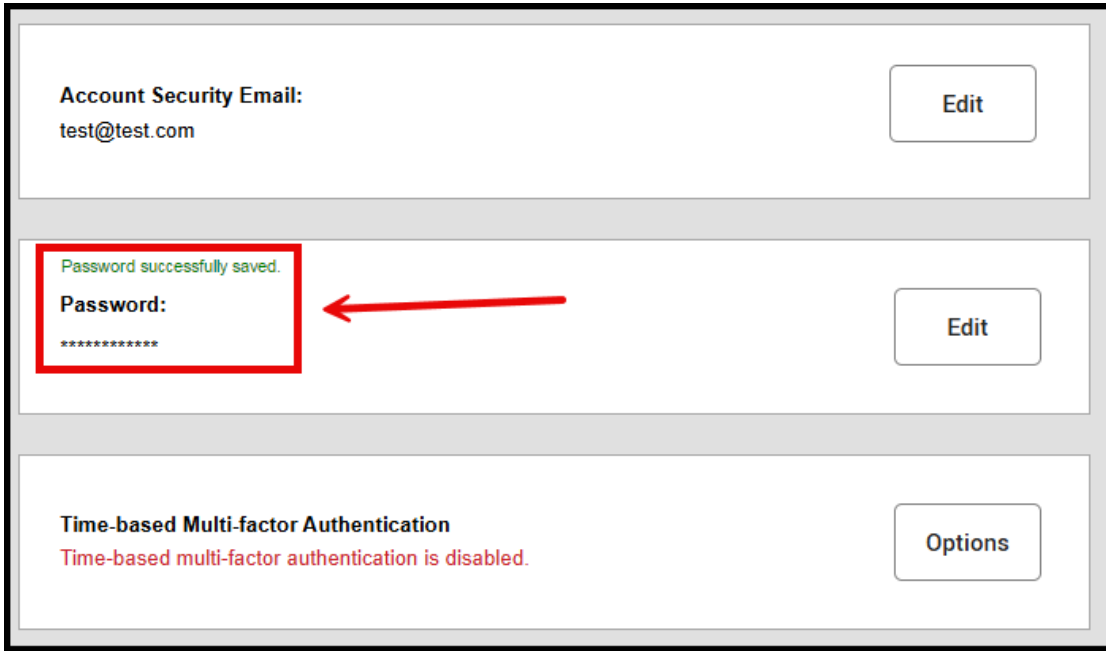 Account Security Email:
test@test.com
Edit
Password successfully saved.
Password:
************
Edit
Time-based Multi-factor Authentication
Time-based multi-factor authentication is disabled.
Options